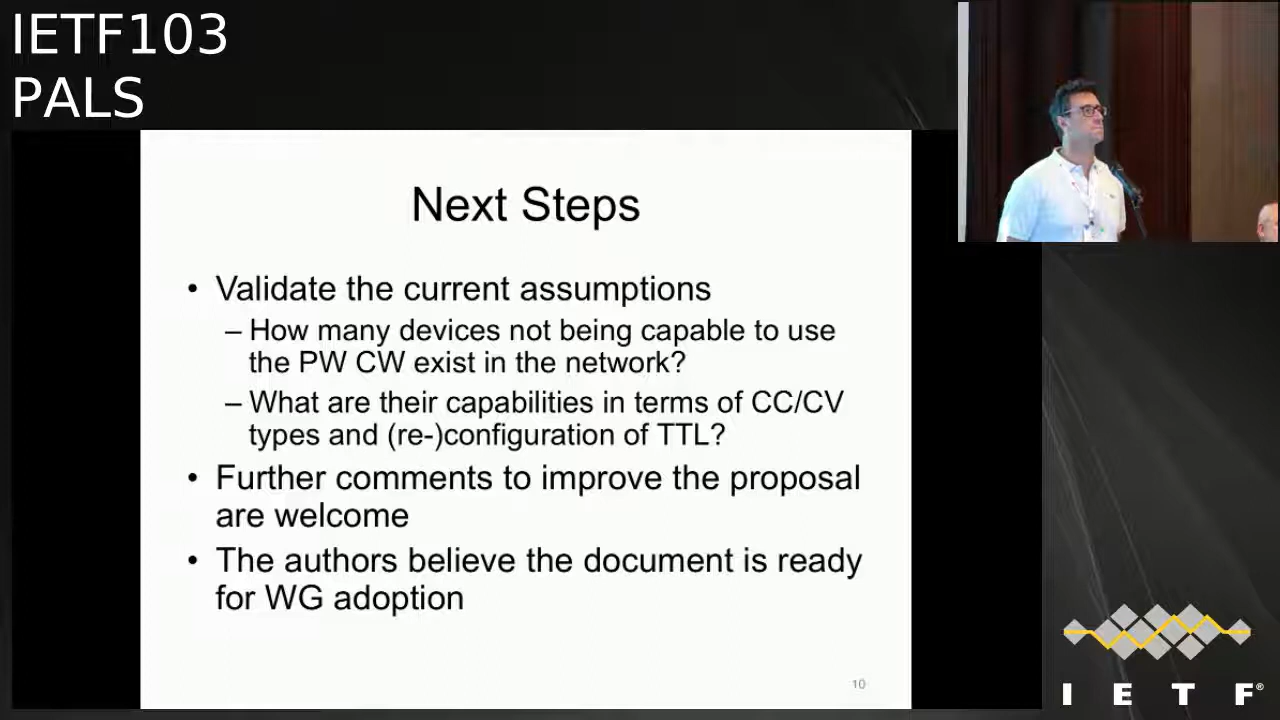 IETF103
PALS
Next Steps
• Validate the current assumptions
– How many devices not being capable to use
the PW CW exist in the network?
– What are their capabilities in terms of CC/CV
types and (re-)configuration of TTL?
• Further comments to improve the proposal
are welcome
• The authors believe the document is ready
for WG adoption
10
I E T F®